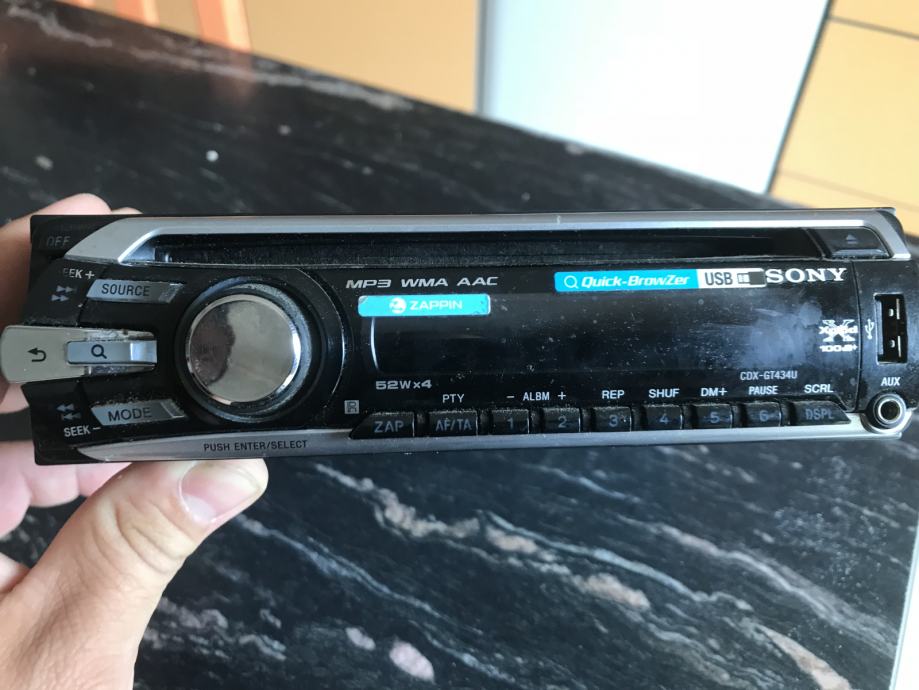 OFF
SEEK +
SOURCE
MODE
SEEK -
PUSH ENTER/SELECT
MP3 WMA AAC
ZAPPIN
Quick-BrowZer
USB
SONY
Xplod
100dB+
CDX-GT434U
52W×4
R
PTY
- ALBM +
REP
SHUF
DM+
PAUSE
SCRL
ZAP
AF/TA
1
2
3
4
5
6
DSPL
AUX